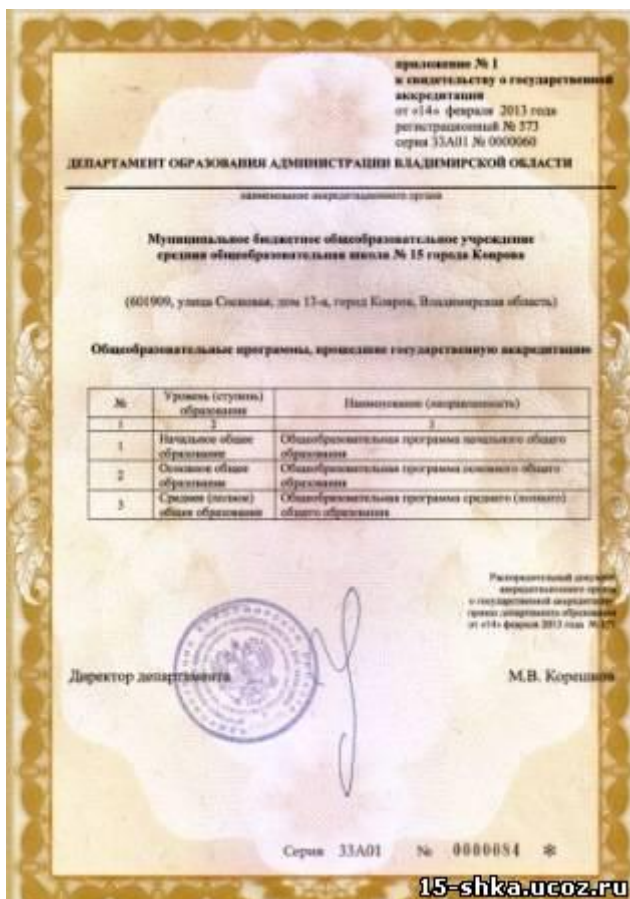 приложение № 1
к свидетельству о государственной
аккредитации
от «14» февраля 2013 года
регистрационный № 573
серия 33А01 № 0000060
ДЕПАРТАМЕНТ ОБРАЗОВАНИЯ АДМИНИСТРАЦИИ ВЛАДИМИРСКОЙ ОБЛАСТИ
наименование аккредитационного органа
Муниципальное бюджетное общеобразовательное учреждение
средняя общеобразовательная школа № 15 города Коврова
(601909, улица Сосновая, дом 13-а, город Ковров, Владимирская область)
Общеобразовательные программы, прошедшие государственную аккредитацию
№ Уровень (ступень) образования Наименование (направленность)
1 2 3
1 Начальное общее образование Общеобразовательная программа начального общего образования
2 Основное общее образование Общеобразовательная программа основного общего образования
3 Среднее (полное) общее образование Общеобразовательная программа среднего (полного) общего образования
Распорядительный документ
аккредитационного органа
о государственной аккредитации:
приказ департамента образования
от «14» февраля 2013 года №
Директор департамента
М.В. Корешков
Серия 33А01 № 0000084 *
15-shka.ucoz.ru